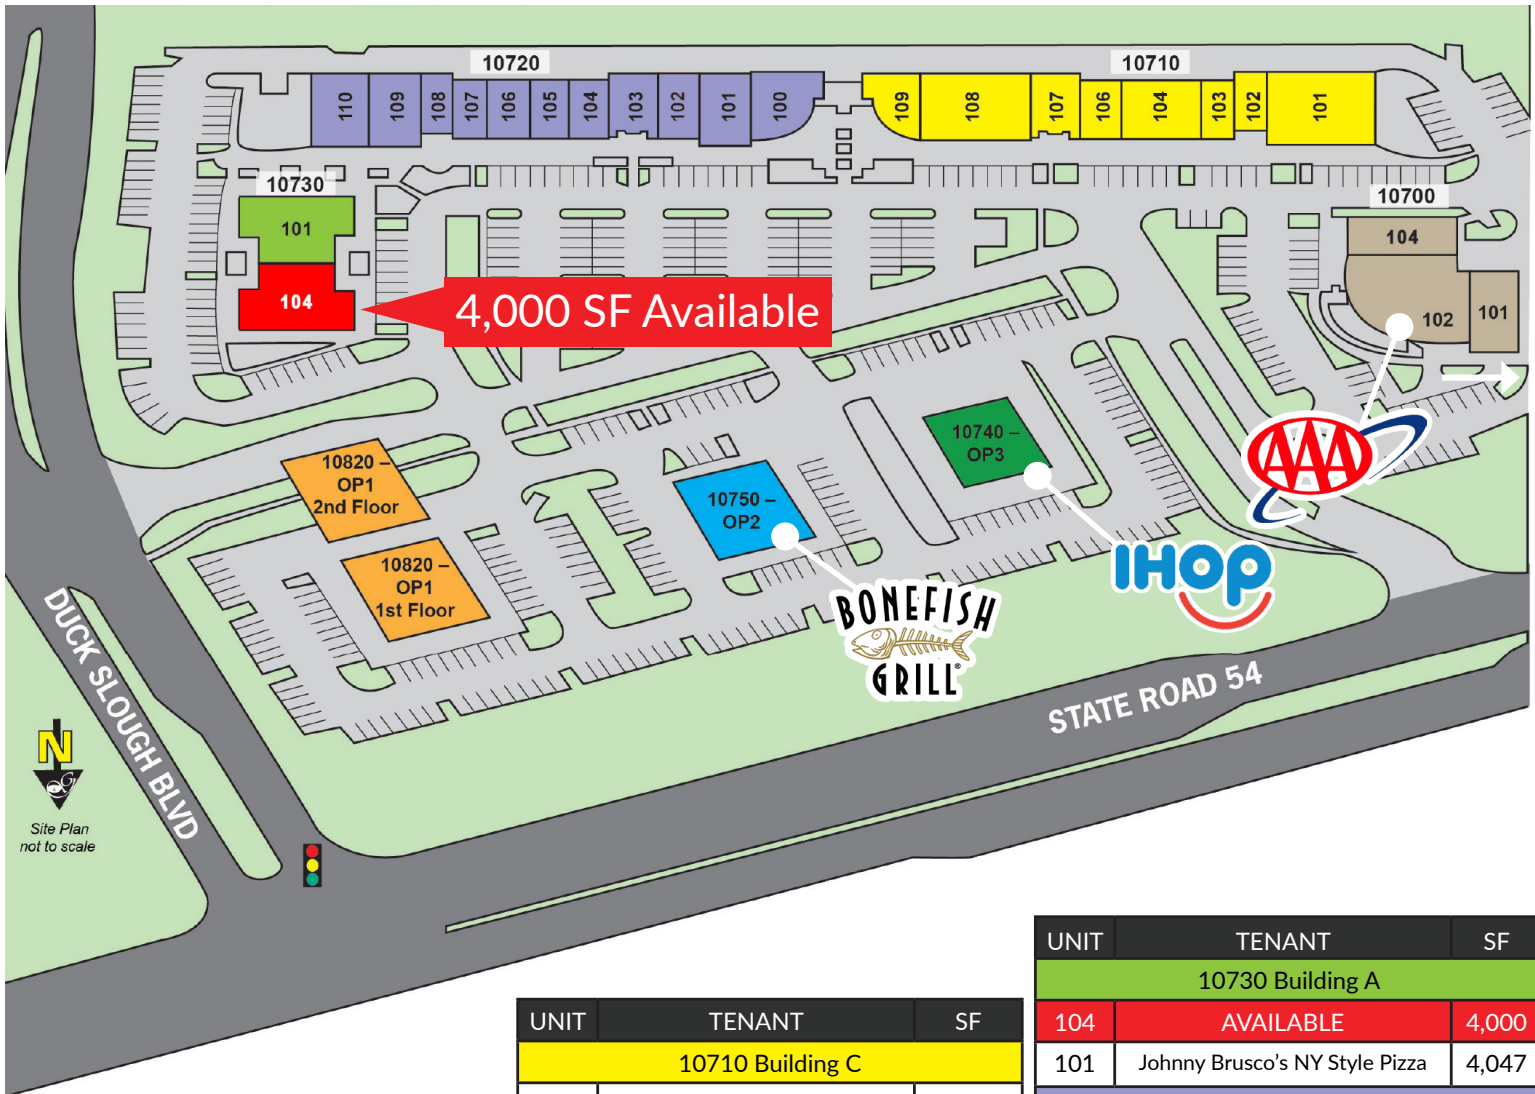 10720
10710
110
109
108
107
106
105
104
103
102
101
100
109
108
107
106
104
103
102
101
10730
101
104
4,000 SF Available
10700
104
102
101
AAA
10820 –
OP1
2nd Floor
10820 –
OP1
1st Floor
10750 –
OP2
10740 –
OP3
IHOP
BONEFISH
GRILL®
DUCK SLOUGH BLVD
STATE ROAD 54
N
Site Plan
not to scale
UNIT TENANT SF
10710 Building C
UNIT TENANT SF
10730 Building A
104 AVAILABLE 4,000
101 Johnny Brusco's NY Style Pizza 4,047